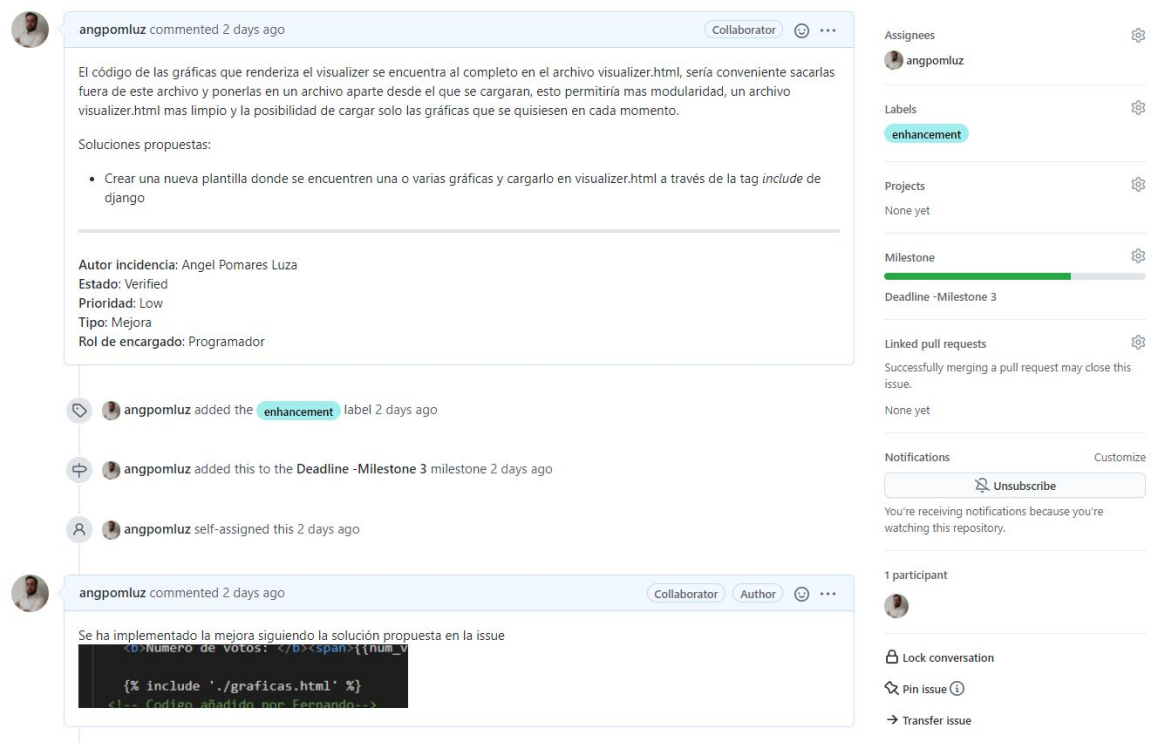 angpomluz commented 2 days ago
Collaborator
El código de las gráficas que renderiza el visualizer se encuentra al completo en el archivo visualizer.html, sería conveniente sacarlas
fuera de este archivo y ponerlas en un archivo aparte desde el que se cargaran, esto permitiría mas modularidad, un archivo
visualizer.html mas limpio y la posibilidad de cargar solo las gráficas que se quisiesen en cada momento.
Soluciones propuestas:
• Crear una nueva plantilla donde se encuentren una o varias gráficas y cargarlo en visualizer.html a través de la tag include de
django
Autor incidencia: Angel Pomares Luza
Estado: Verified
Prioridad: Low
Tipo: Mejora
Rol de encargado: Programador
angpomluz added the enhancement label 2 days ago
angpomluz added this to the Deadline -Milestone 3 milestone 2 days ago
angpomluz self-assigned this 2 days ago
angpomluz commented 2 days ago
Collaborator Author
Se ha implementado la mejora siguiendo la solución propuesta en la issue
<b>Numero de votos: </b><span>{{num_v
{% include './graficas.html' %}
<!-- Codigo añadido por Fernando-->
Assignees
angpomluz
Labels
enhancement
Projects
None yet
Milestone
Deadline -Milestone 3
Linked pull requests
Successfully merging a pull request may close this
issue.
None yet
Notifications Customize
Unsubscribe
You're receiving notifications because you're
watching this repository.
1 participant
Lock conversation
Pin issue
Transfer issue